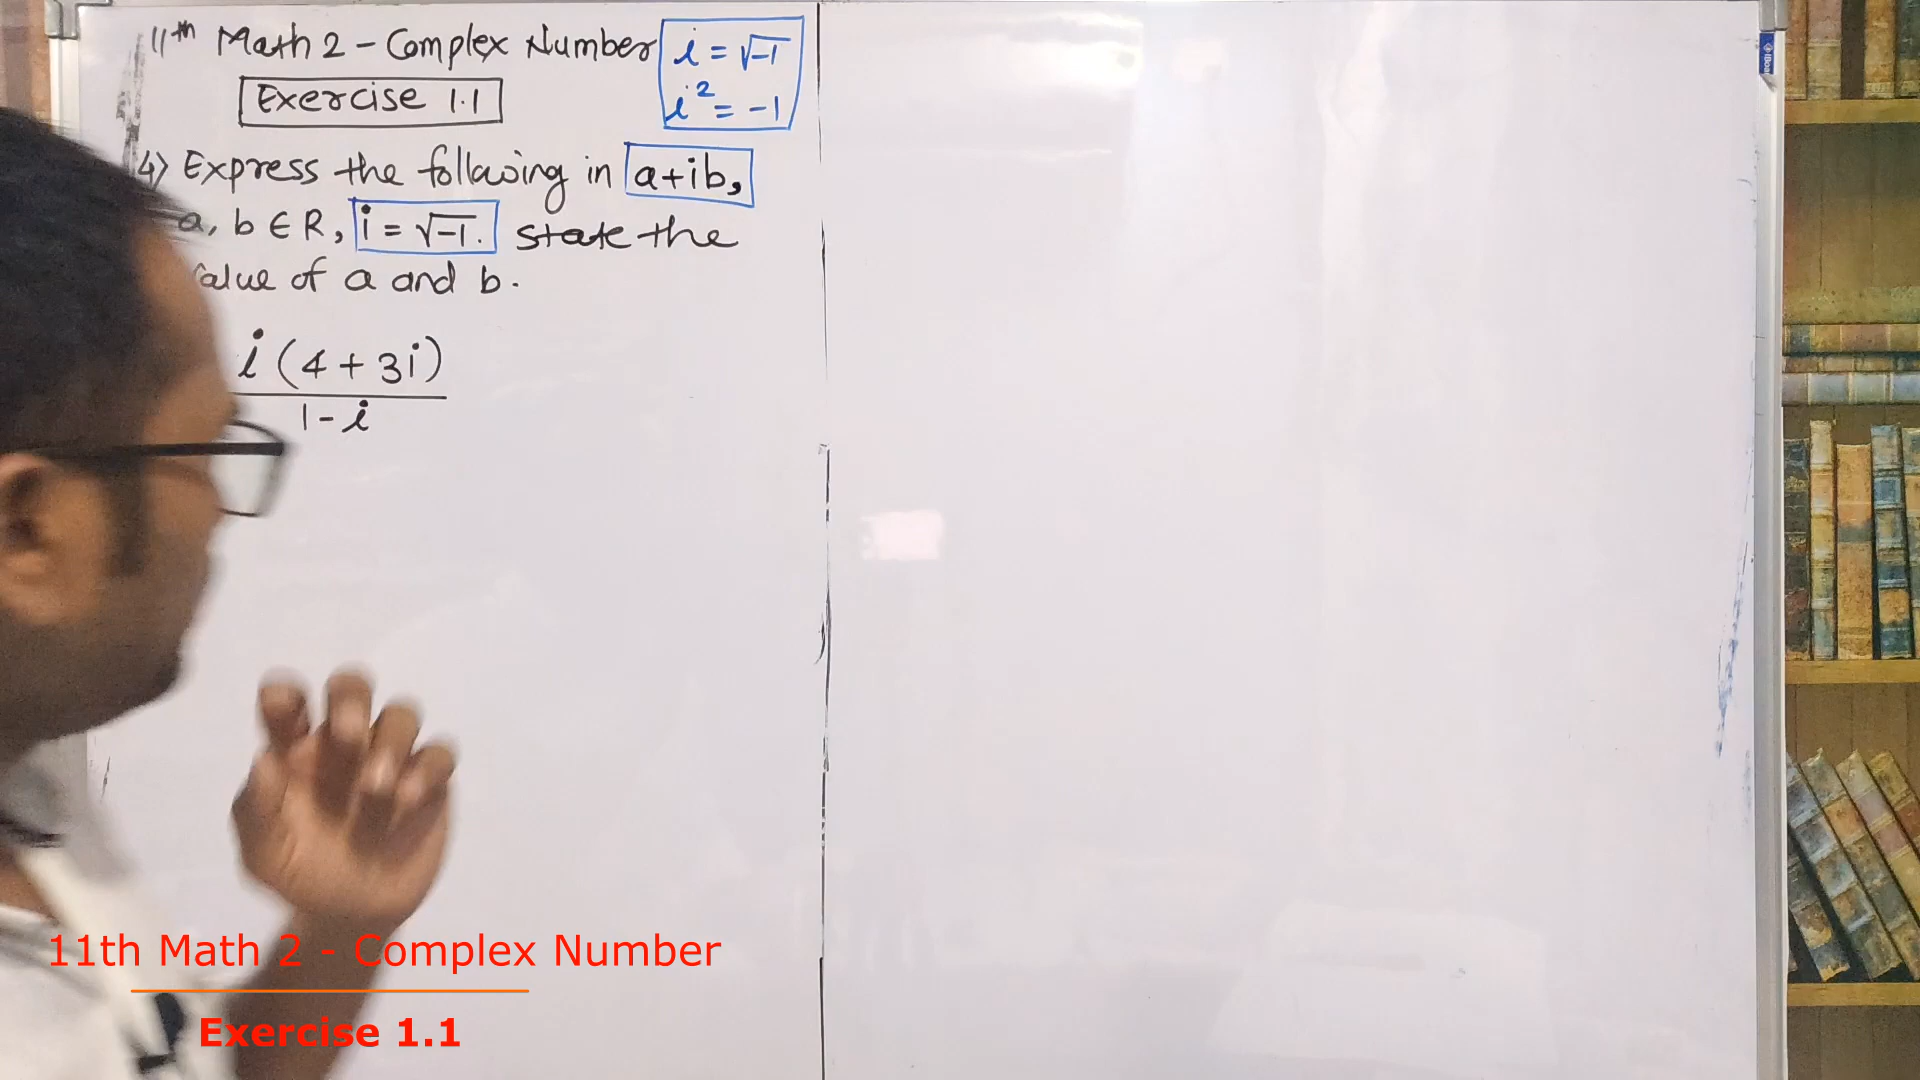 11th Math 2 - Complex Number
Exercise 1.1
i = √-1
i² = -1
4) Express the following in a+ib,
a, b ∈ R, i = √-1. state the
value of a and b.
i (4 + 3i)
1 - i
11th Math 2 - Complex Number
Exercise 1.1